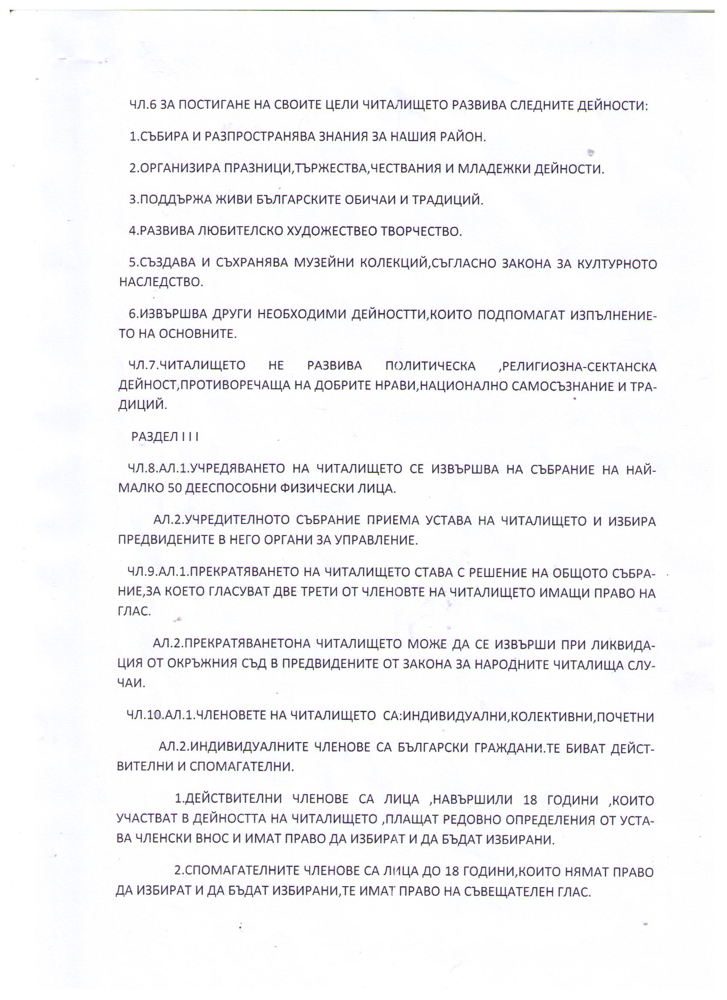 ЧЛ.6 ЗА ПОСТИГАНЕ НА СВОИТЕ ЦЕЛИ ЧИТАЛИЩЕТО РАЗВИВА СЛЕДНИТЕ ДЕЙНОСТИ:
1.СЪБИРА И РАЗПРОСТРАНЯВА ЗНАНИЯ ЗА НАШИЯ РАЙОН.
2.ОРГАНИЗИРА ПРАЗНИЦИ,ТЪРЖЕСТВА,ЧЕСТВАНИЯ И МЛАДЕЖКИ ДЕЙНОСТИ.
3.ПОДДЪРЖА ЖИВИ БЪЛГАРСКИТЕ ОБИЧАИ И ТРАДИЦИЙ.
4.РАЗВИВА ЛЮБИТЕЛСКО ХУДОЖЕСТВЕО ТВОРЧЕСТВО.
5.СЪЗДАВА И СЪХРАНЯВА МУЗЕЙНИ КОЛЕКЦИЙ,СЪГЛАСНО ЗАКОНА ЗА КУЛТУРНОТО
НАСЛЕДСТВО.
6.ИЗВЪРШВА ДРУГИ НЕОБХОДИМИ ДЕЙНОСТТИ,КОИТО ПОДПОМАГАТ ИЗПЪЛНЕНИЕ-
ТО НА ОСНОВНИТЕ.
ЧЛ.7.ЧИТАЛИЩЕТО НЕ РАЗВИВА ПОЛИТИЧЕСКА ,РЕЛИГИОЗНА-СЕКТАНСКА
ДЕЙНОСТ,ПРОТИВОРЕЧАЩА НА ДОБРИТЕ НРАВИ,НАЦИОНАЛНО САМОСЪЗНАНИЕ И ТРА-
ДИЦИЙ.
РАЗДЕЛ I I I
ЧЛ.8.АЛ.1.УЧРЕДЯВАНЕТО НА ЧИТАЛИЩЕТО СЕ ИЗВЪРШВА НА СЪБРАНИЕ НА НАЙ-
МАЛКО 50 ДЕЕСПОСОБНИ ФИЗИЧЕСКИ ЛИЦА.
АЛ.2.УЧРЕДИТЕЛНОТО СЪБРАНИЕ ПРИЕМА УСТАВА НА ЧИТАЛИЩЕТО И ИЗБИРА
ПРЕДВИДЕНИТЕ В НЕГО ОРГАНИ ЗА УПРАВЛЕНИЕ.
ЧЛ.9.АЛ.1.ПРЕКРАТЯВАНЕТО НА ЧИТАЛИЩЕТО СТАВА С РЕШЕНИЕ НА ОБЩОТО СЪБРА-
НИЕ,ЗА КОЕТО ГЛАСУВАТ ДВЕ ТРЕТИ ОТ ЧЛЕНОВТЕ НА ЧИТАЛИЩЕТО ИМАЩИ ПРАВО НА
ГЛАС.
АЛ.2.ПРЕКРАТЯВАНЕТОНА ЧИТАЛИЩЕТО МОЖЕ ДА СЕ ИЗВЪРШИ ПРИ ЛИКВИДА-
ЦИЯ ОТ ОКРЪЖНИЯ СЪД В ПРЕДВИДЕНИТЕ ОТ ЗАКОНА ЗА НАРОДНИТЕ ЧИТАЛИЩА СЛУ-
ЧАИ.
ЧЛ.10.АЛ.1.ЧЛЕНОВЕТЕ НА ЧИТАЛИЩЕТО СА:ИНДИВИДУАЛНИ,КОЛЕКТИВНИ,ПОЧЕТНИ
АЛ.2.ИНДИВИДУАЛНИТЕ ЧЛЕНОВЕ СА БЪЛГАРСКИ ГРАЖДАНИ.ТЕ БИВАТ ДЕЙСТ-
ВИТЕЛНИ И СПОМАГАТЕЛНИ.
1.ДЕЙСТВИТЕЛНИ ЧЛЕНОВЕ СА ЛИЦА ,НАВЪРШИЛИ 18 ГОДИНИ ,КОИТО
УЧАСТВАТ В ДЕЙНОСТТА НА ЧИТАЛИЩЕТО ,ПЛАЩАТ РЕДОВНО ОПРЕДЕЛЕНИЯ ОТ УСТА-
ВА ЧЛЕНСКИ ВНОС И ИМАТ ПРАВО ДА ИЗБИРАТ И ДА БЪДАТ ИЗБИРАНИ.
2.СПОМАГАТЕЛНИТЕ ЧЛЕНОВЕ СА ЛИЦА ДО 18 ГОДИНИ,КОИТО НЯМАТ ПРАВО
ДА ИЗБИРАТ И ДА БЪДАТ ИЗБИРАНИ,ТЕ ИМАТ ПРАВО НА СЪВЕЩАТЕЛЕН ГЛАС.